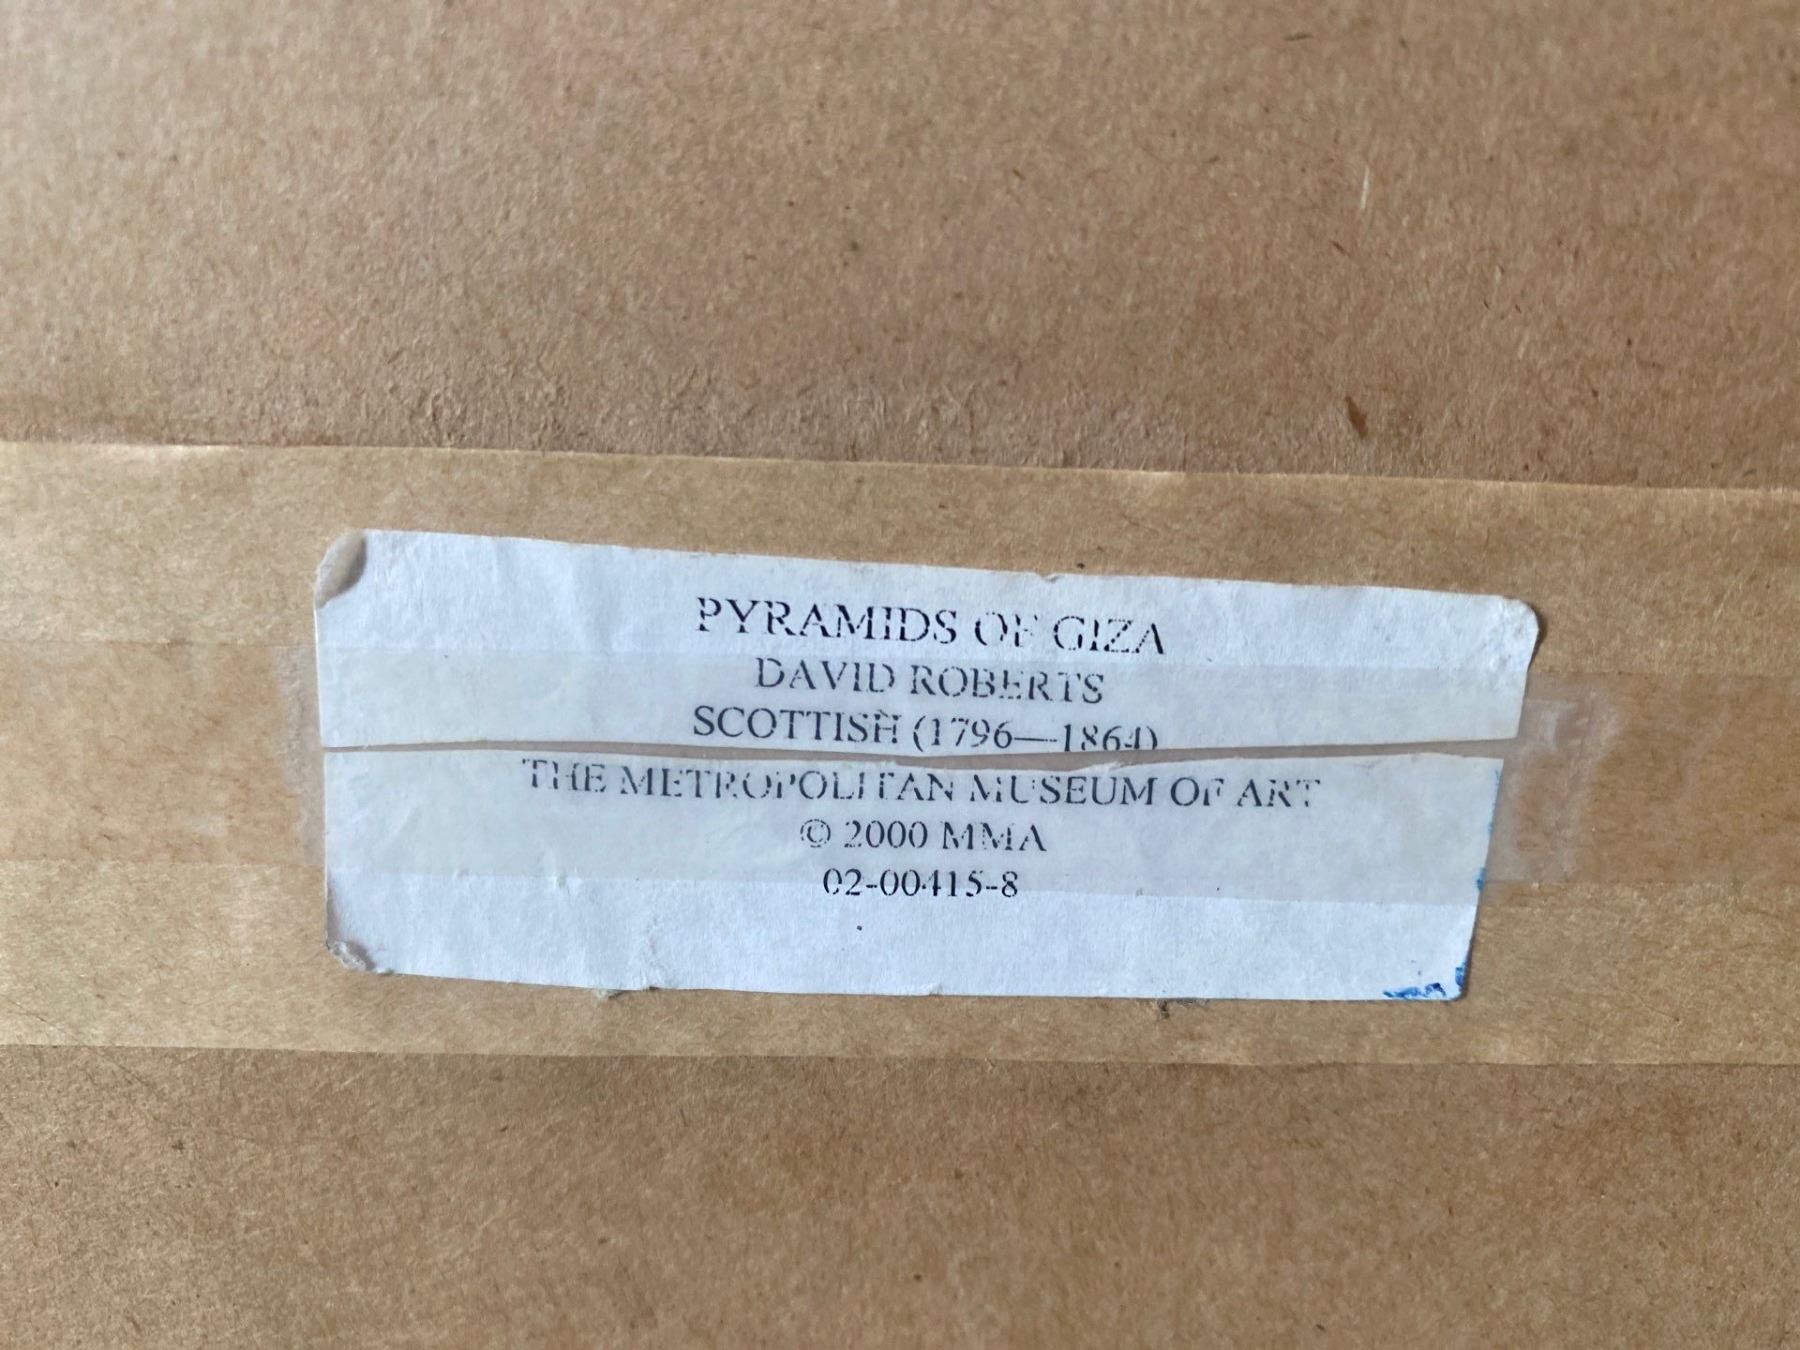 PYRAMIDS OF GIZA
DAVID ROBERTS
SCOTTISH (1796—1864)
THE METROPOLITAN MUSEUM OF ART
© 2000 MMA
02-00415-8